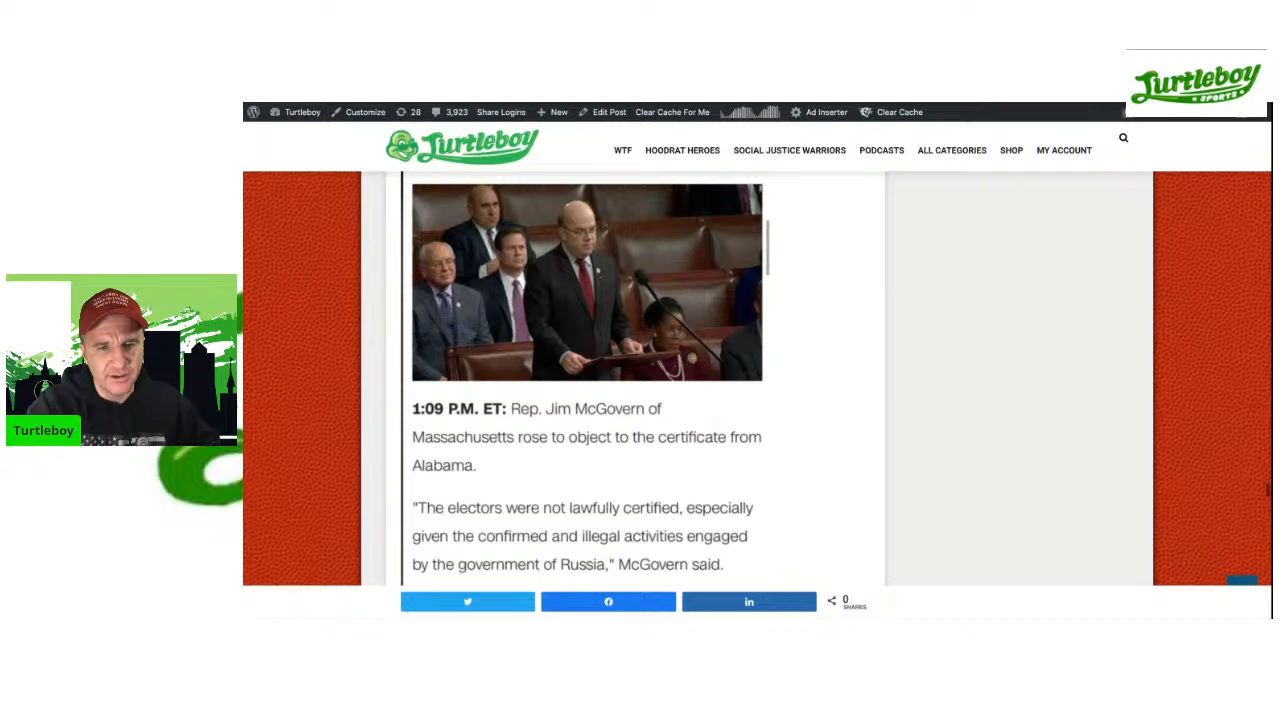 Turtleboy
SPORTS
Turtleboy Customize 28 3,923 Share Logins New Edit Post Clear Cache For Me Ad Inserter Clear Cache
Turtleboy
WTF HOODRAT HEROES SOCIAL JUSTICE WARRIORS PODCASTS ALL CATEGORIES SHOP MY ACCOUNT
1:09 P.M. ET: Rep. Jim McGovern of
Massachusetts rose to object to the certificate from
Alabama.
"The electors were not lawfully certified, especially
given the confirmed and illegal activities engaged
by the government of Russia," McGovern said.
Turtleboy
0
SHARES